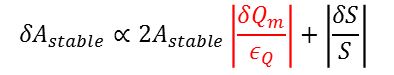 δA_stable ∝ 2A_stable |δQ_m / ϵ_Q| + |δS / S|